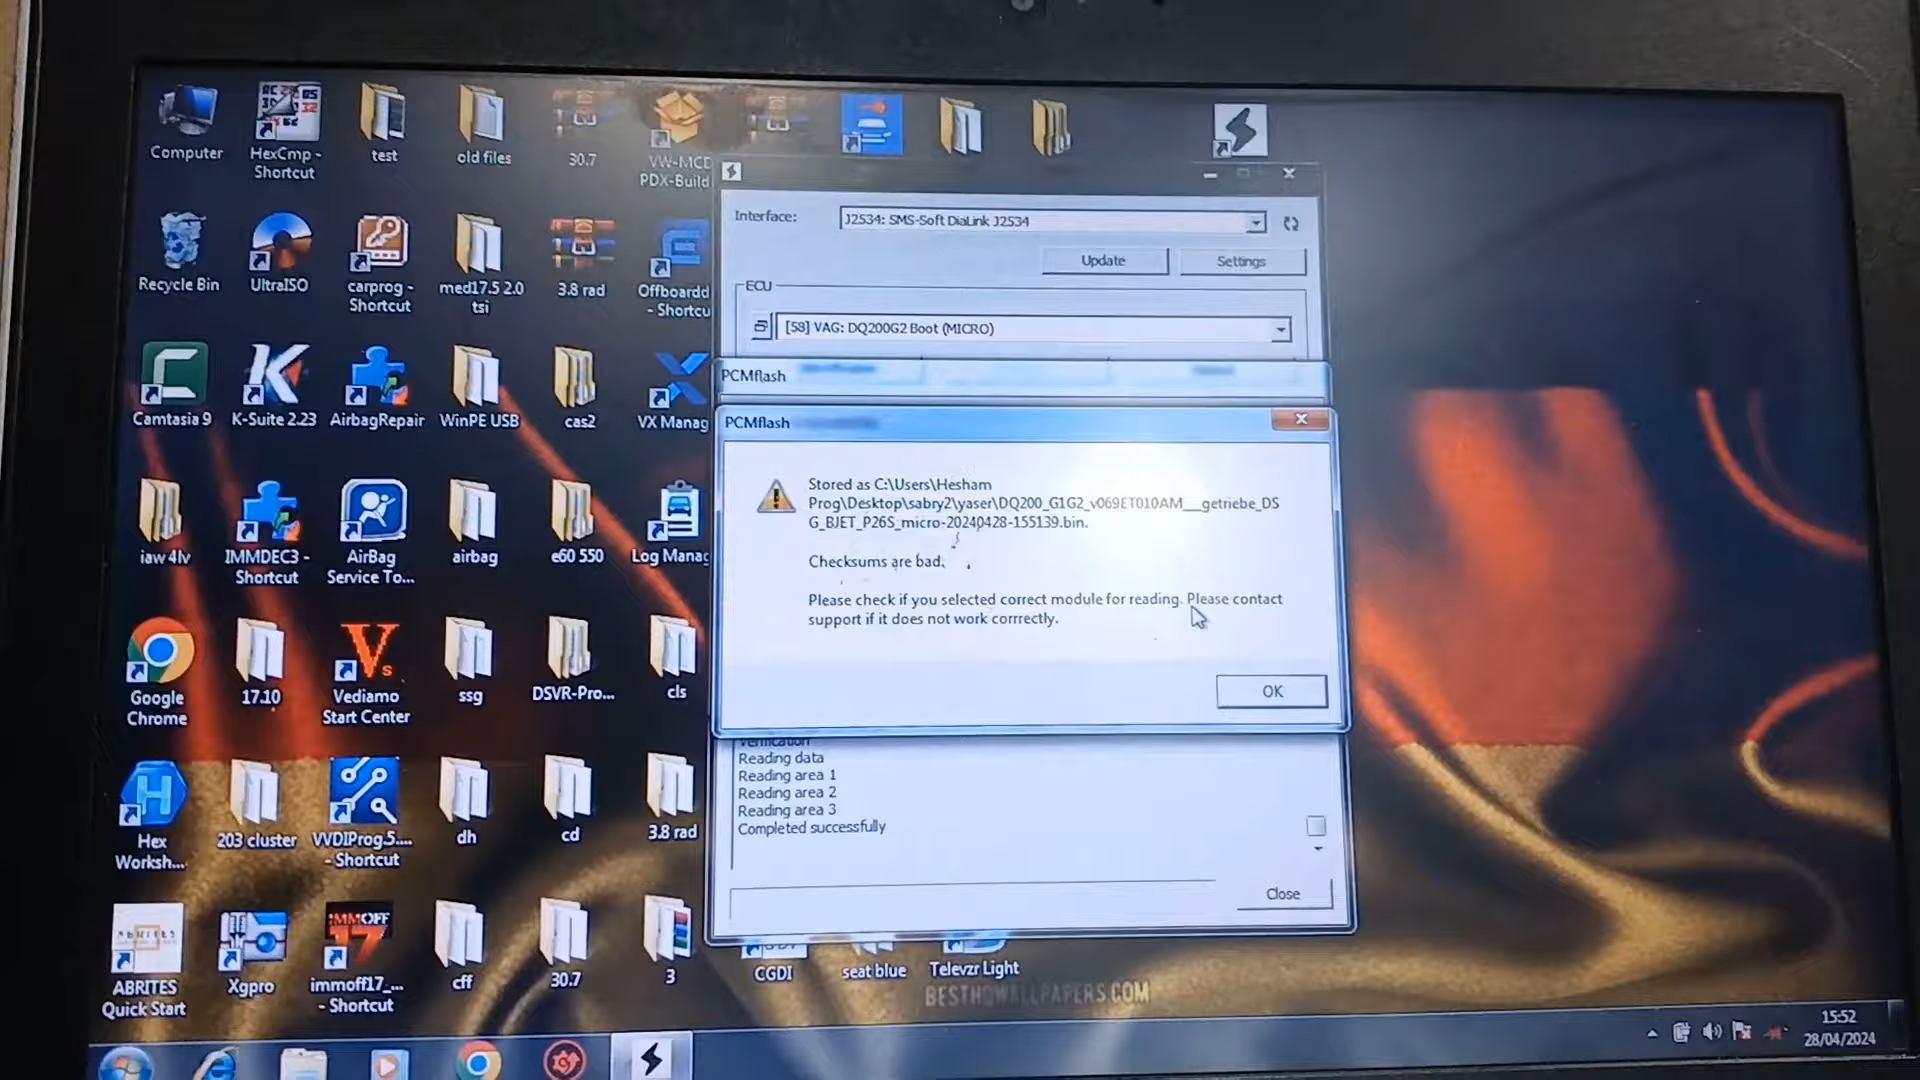 Computer
HexCmp -
Shortcut
test
old files
30.7
VW-MCD
PDX-Build
Recycle Bin
UltraISO
carprog -
Shortcut
med17.5 2.0
tsi
3.8 rad
Offboardd
- Shortcu
Camtasia 9
K-Suite 2.23
AirbagRepair
WinPE USB
cas2
VX Manag
iaw 4lv
IMMDEC3 -
Shortcut
AirBag
Service To...
airbag
e60 550
Log Manag
Google
Chrome
17.10
Vediamo
Start Center
ssg
DSVR-Pro...
cls
Hex
Worksh...
203 cluster
VVDIProg.5....
- Shortcut
dh
cd
3.8 rad
ABRITES
ABRITES
Quick Start
Xgpro
IMMOFF
17
immoff17_...
- Shortcut
cff
30.7
3
CGDI
seat blue
Televzr Light
Interface:
J2534: SMS-Soft DiaLink J2534
Update
Settings
ECU
[58] VAG: DQ200G2 Boot (MICRO)
PCMflash
PCMflash
Stored as C:\Users\Hesham
Prog\Desktop\sabry2\yaser\DQ200_G1G2_v069ET010AM__getriebe_DS
G_BJET_P26S_micro-20240428-155139.bin.
Checksums are bad.
Please check if you selected correct module for reading. Please contact
support if it does not work corrrectly.
OK
Verification
Reading data
Reading area 1
Reading area 2
Reading area 3
Completed successfully
Close
BESTHDWALLPAPERS.COM
15:52
28/04/2024